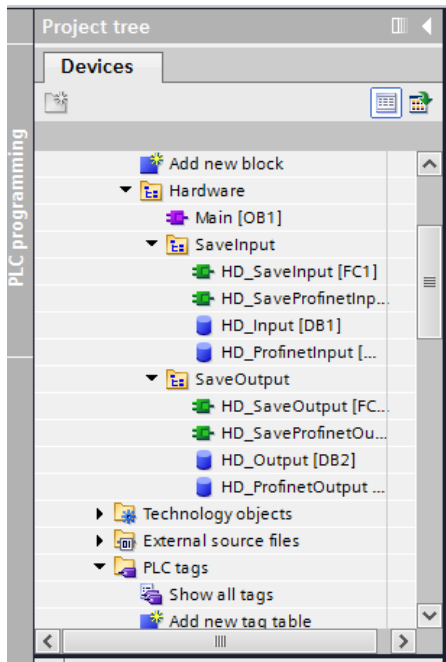 Project tree
Devices
PLC programming
Add new block
Hardware
Main [OB1]
SaveInput
HD_SaveInput [FC1]
HD_SaveProfinetInp...
HD_Input [DB1]
HD_ProfinetInput [...
SaveOutput
HD_SaveOutput [FC...
HD_SaveProfinetOu...
HD_Output [DB2]
HD_ProfinetOutput ...
Technology objects
External source files
PLC tags
Show all tags
Add new tag table